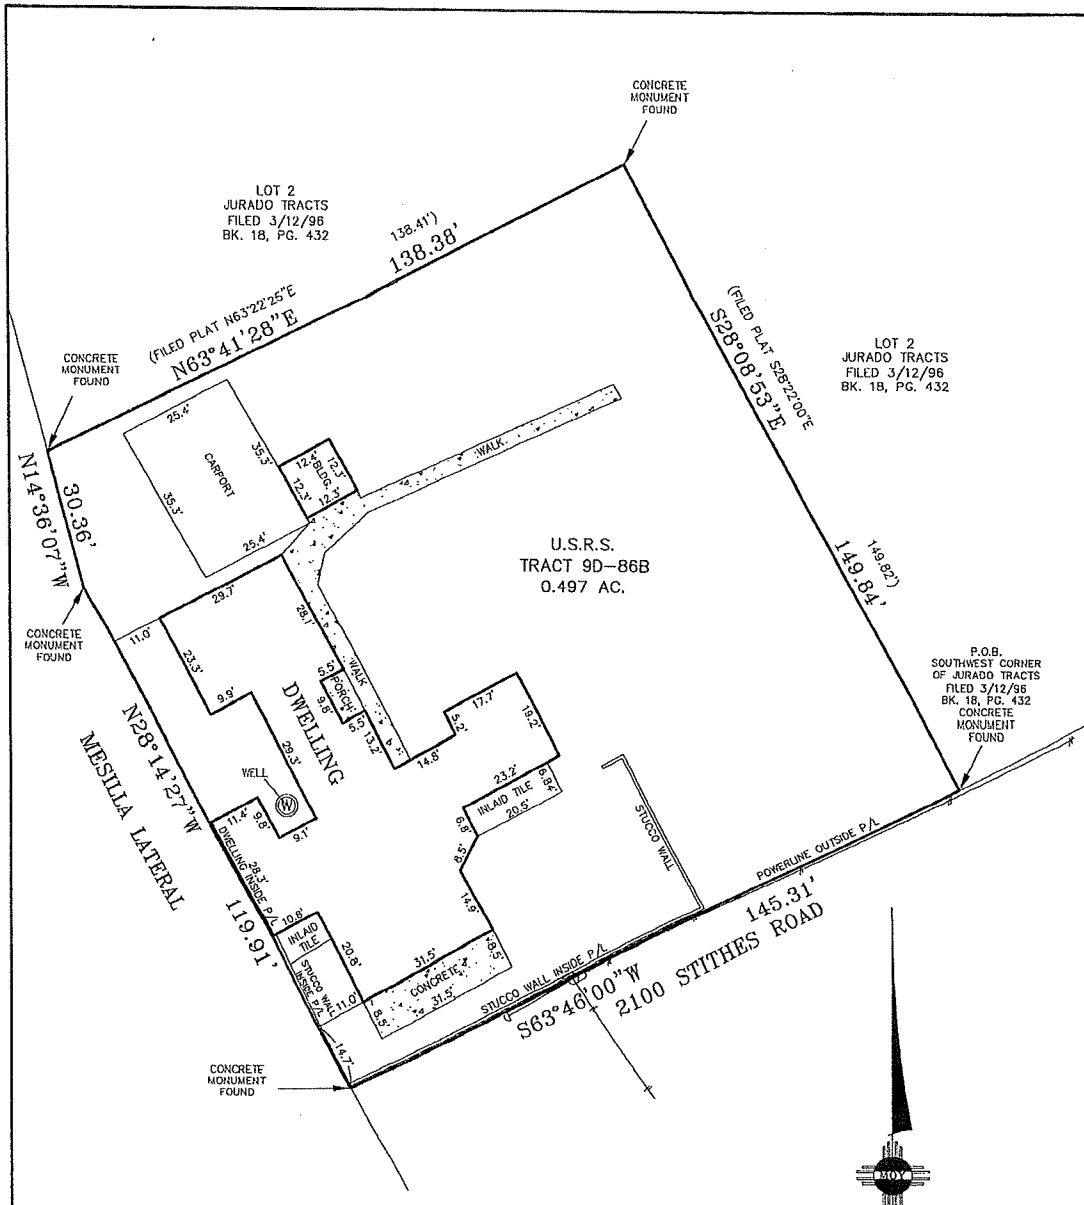 CONCRETE
MONUMENT
FOUND
LOT 2
JURADO TRACTS
FILED 3/12/96
BK. 18, PG. 432
138.41')
138.38'
(FILED PLAT N63°22'25"E
N63°41'28"E
(FILED PLAT S28°22'00"E
S28°08'53"E
LOT 2
JURADO TRACTS
FILED 3/12/96
BK. 18, PG. 432
CONCRETE
MONUMENT
FOUND
25.4'
35.3'
CARPORT
35.3'
25.4'
12.4'
BLDG.
12.3'
12.3'
12.3'
WALK
30.36'
N14°36'07"W
U.S.R.S.
TRACT 9D-86B
0.497 AC.
149.82')
149.84'
CONCRETE
MONUMENT
FOUND
29.7'
11.0'
28.1'
23.3'
9.9'
5.5'
WALK
PORCH
9.8'
5.5'
13.2'
DWELLING
17.7'
5.2'
19.2'
14.8'
P.O.B.
SOUTHWEST CORNER
OF JURADO TRACTS
FILED 3/12/96
BK. 18, PG. 432
CONCRETE
MONUMENT
FOUND
N28°14'27"W
29.3'
MESILLA LATERAL
WELL
W
11.4'
9.8'
9.1'
23.2'
6.84'
INLAID TILE
20.5'
6.8'
8.5'
STUCCO WALL
DWELLING INSIDE P/L
28.3'
POWERLINE OUTSIDE P/L
119.91'
14.9'
145.31'
10.8'
INLAID
TILE
20.8'
STUCCO WALL
INSIDE P/L
11.0'
31.5'
CONCRETE
8.5'
31.5'
8.5'
STUCCO WALL INSIDE P/L
S63°46'00"W
2100 STITHES ROAD
14.7'
CONCRETE
MONUMENT
FOUND
MOY